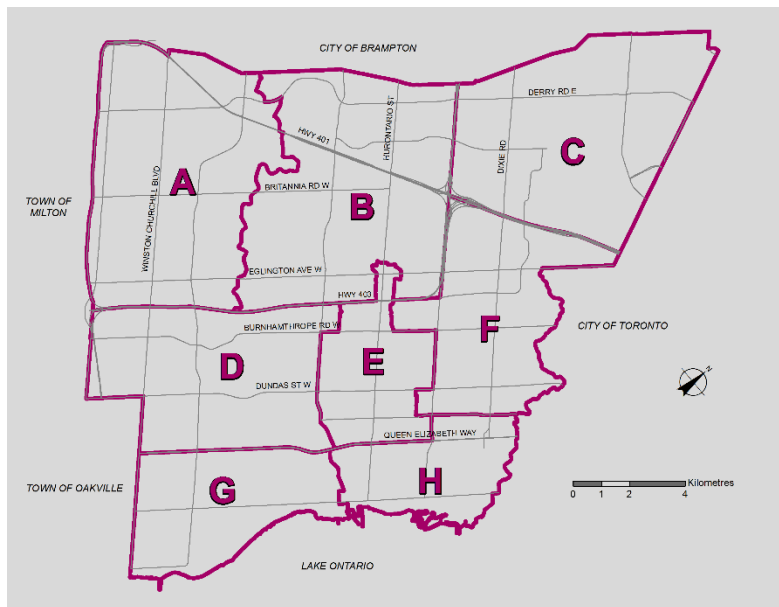 CITY OF BRAMPTON
DERRY RD E
HURONTARIO ST
HWY 401
DIXIE RD
C
A
BRITANNIA RD W
B
TOWN OF
MILTON
WINSTON CHURCHILL BLVD
EGLINGTON AVE W
HWY 403
BURNHAMTHROPE RD W
CITY OF TORONTO
F
D
E
DUNDAS ST W
N
QUEEN ELIZABETH WAY
TOWN OF OAKVILLE
G
H
Kilometres
0 1 2 4
LAKE ONTARIO